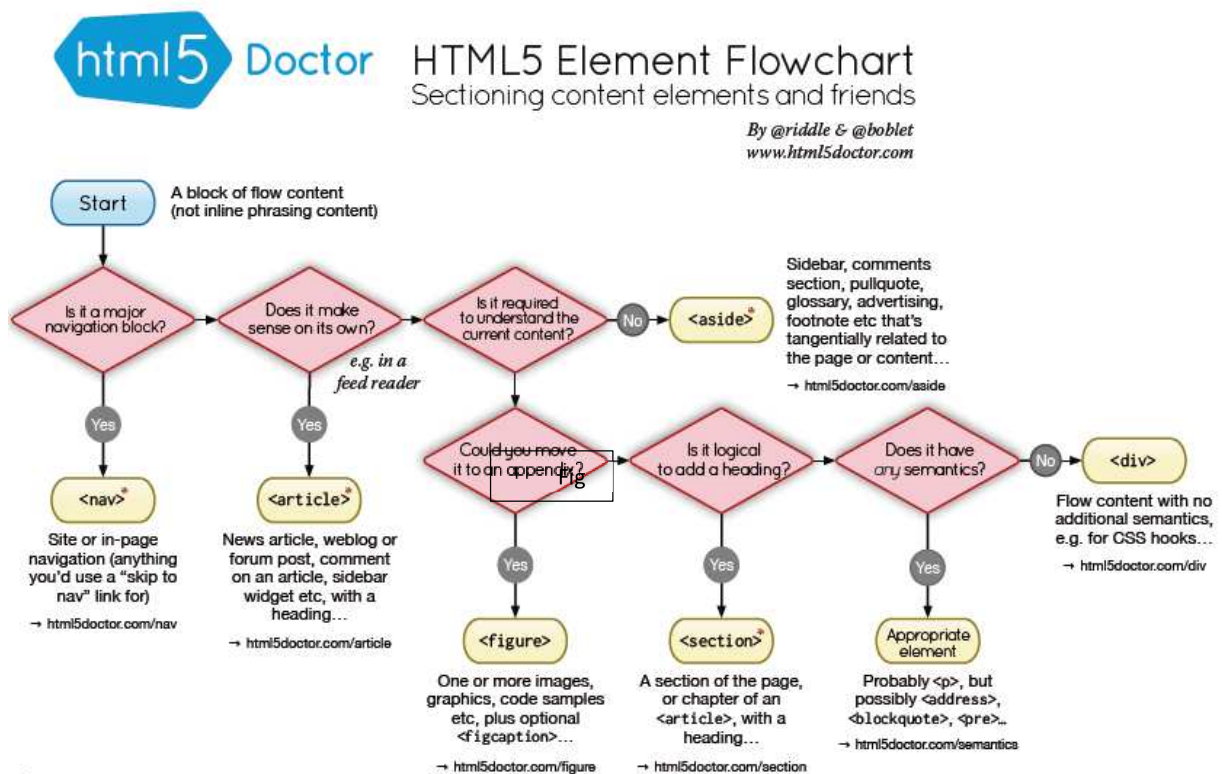 html5 Doctor
HTML5 Element Flowchart
Sectioning content elements and friends
By @riddle & @boblet
www.html5doctor.com
Start
A block of flow content
(not inline phrasing content)
Is it a major
navigation block?
Does it make
sense on its own?
e.g. in a
feed reader
Is it required
to understand the
current content?
No
<aside>*
Sidebar, comments
section, pullquote,
glossary, advertising,
footnote etc that's
tangentially related to
the page or content…
→ html5doctor.com/aside
Yes
<nav>*
Site or in-page
navigation (anything
you'd use a “skip to
nav” link for)
→ html5doctor.com/nav
Yes
<article>*
News article, weblog or
forum post, comment
on an article, sidebar
widget etc, with a
heading…
→ html5doctor.com/article
Could you move
it to an appendix?
Fig
Yes
<figure>
One or more images,
graphics, code samples
etc, plus optional
<figcaption>…
→ html5doctor.com/figure
Is it logical
to add a heading?
Yes
<section>*
A section of the page,
or chapter of an
<article>, with a
heading…
→ html5doctor.com/section
Does it have
any semantics?
Yes
Appropriate
element
Probably <p>, but
possibly <address>,
<blockquote>, <pre>…
→ html5doctor.com/semantics
No
<div>
Flow content with no
additional semantics,
e.g. for CSS hooks…
→ html5doctor.com/div